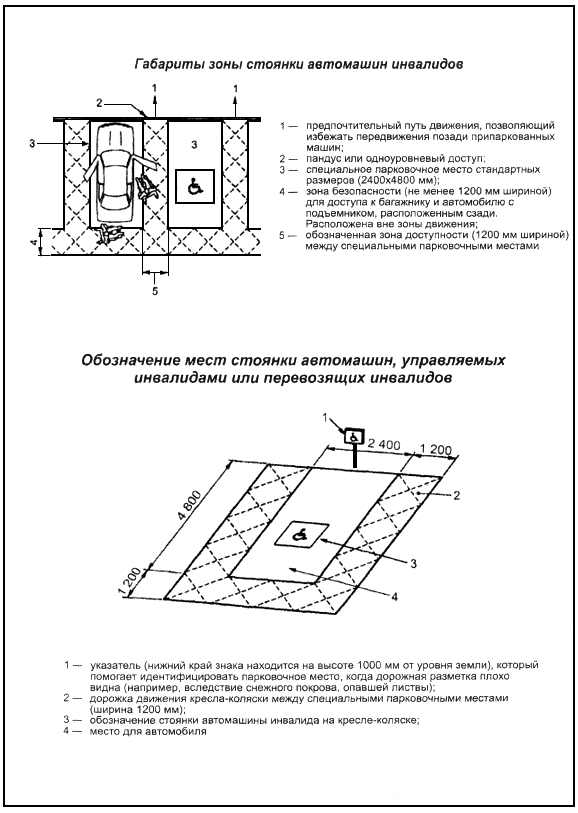 Габариты зоны стоянки автомашин инвалидов
1
1
2
3
3
4
5
1 — предпочтительный путь движения, позволяющий
избежать передвижения позади припаркованных
машин;
2 — пандус или одноуровневый доступ;
3 — специальное парковочное место стандартных
размеров (2400х4800 мм);
4 — зона безопасности (не менее 1200 мм шириной)
для доступа к багажнику и автомобилю с
подъемником, расположенным сзади.
Расположена вне зоны движения;
5 — обозначенная зона доступности (1200 мм шириной)
между специальными парковочными местами
Обозначение мест стоянки автомашин, управляемых
инвалидами или перевозящих инвалидов
1
2 400
1 200
2
4 800
3
1 200
4
1 — указатель (нижний край знака находится на высоте 1000 мм от уровня земли), который
помогает идентифицировать парковочное место, когда дорожная разметка плохо
видна (например, вследствие снежного покрова, опавшей листвы);
2 — дорожка движения кресла-коляски между специальными парковочными местами
(ширина 1200 мм);
3 — обозначение стоянки автомашины инвалида на кресле-коляске;
4 — место для автомобиля